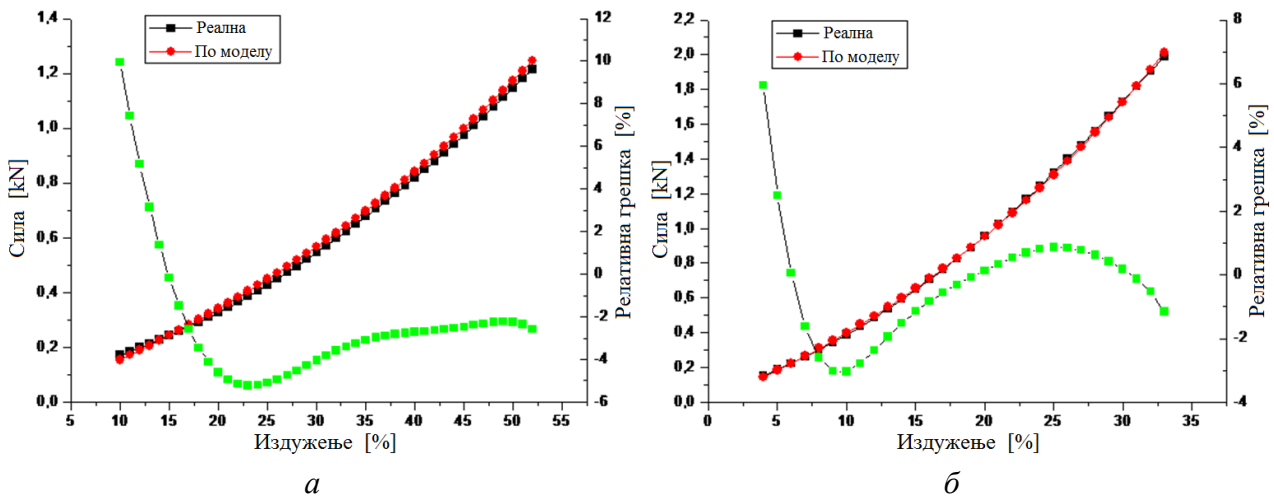 Реална
По моделу
Сила [kN]
1,4
1,2
1,0
0,8
0,6
0,4
0,2
0,0
12
10
8
6
4
2
0
-2
-4
-6
Релативна грешка [%]
5 10 15 20 25 30 35 40 45 50 55
Издужење [%]
а
Реална
По моделу
Сила [kN]
2,2
2,0
1,8
1,6
1,4
1,2
1,0
0,8
0,6
0,4
0,2
0,0
8
6
4
2
0
-2
-4
Релативна грешка [%]
0 5 10 15 20 25 30 35
Издужење [%]
б